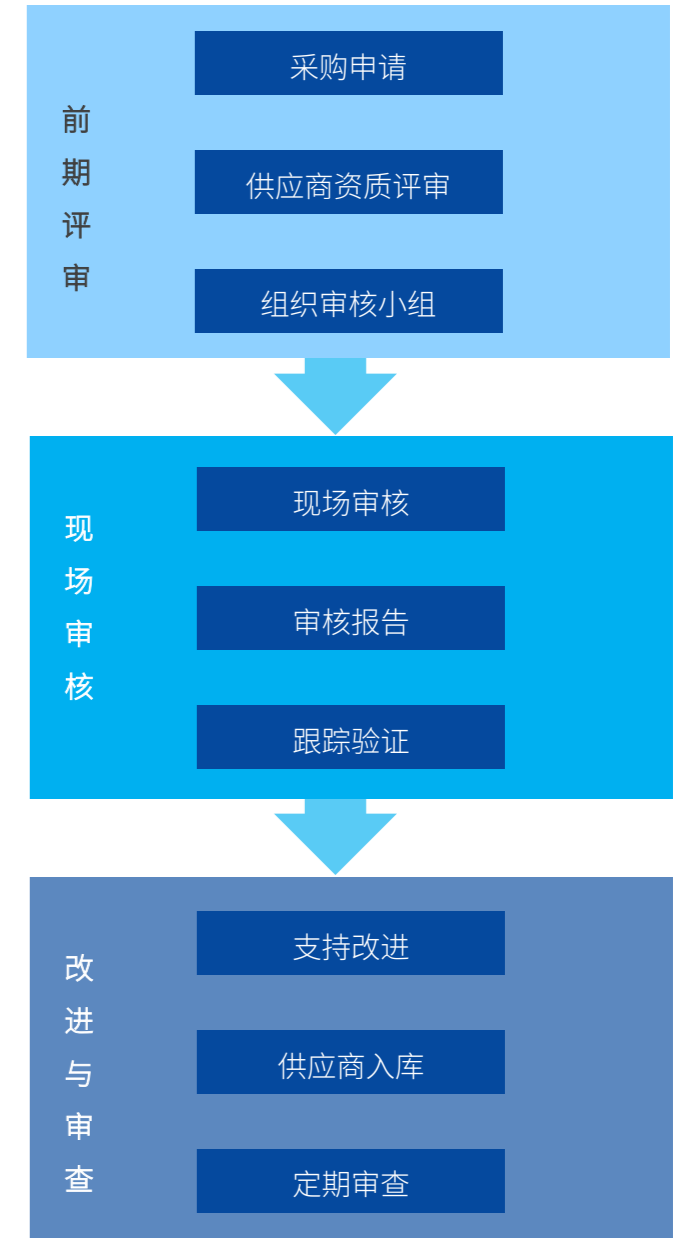 前期评审
采购申请
供应商资质评审
组织审核小组
现场审核
现场审核
审核报告
跟踪验证
改进与审查
支持改进
供应商入库
定期审查